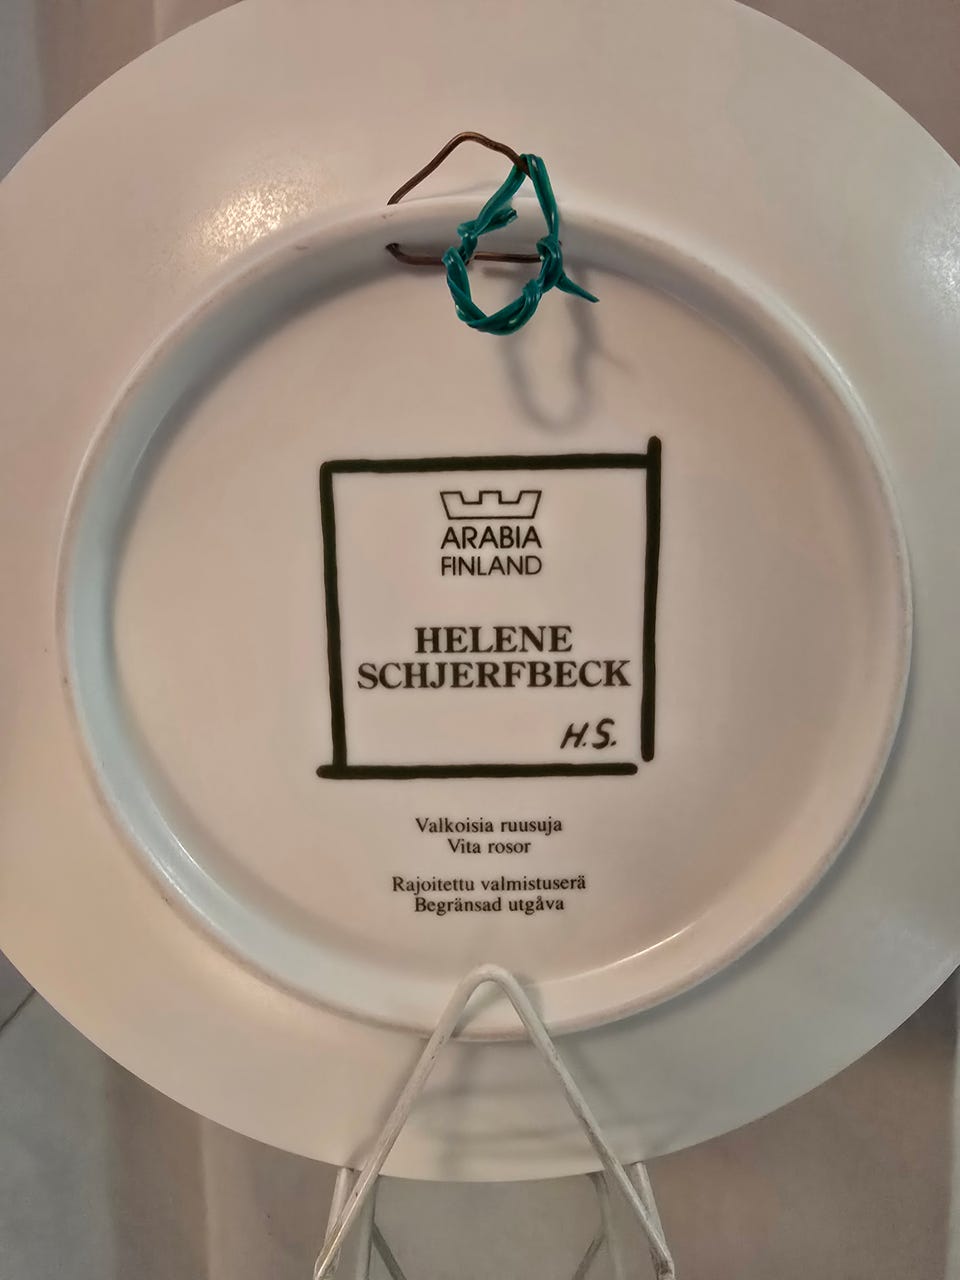 ARABIA
FINLAND
HELENE
SCHJERFBECK
H.S.
Valkoisia ruusuja
Vita rosor
Rajoitettu valmistuserä
Begränsad utgåva